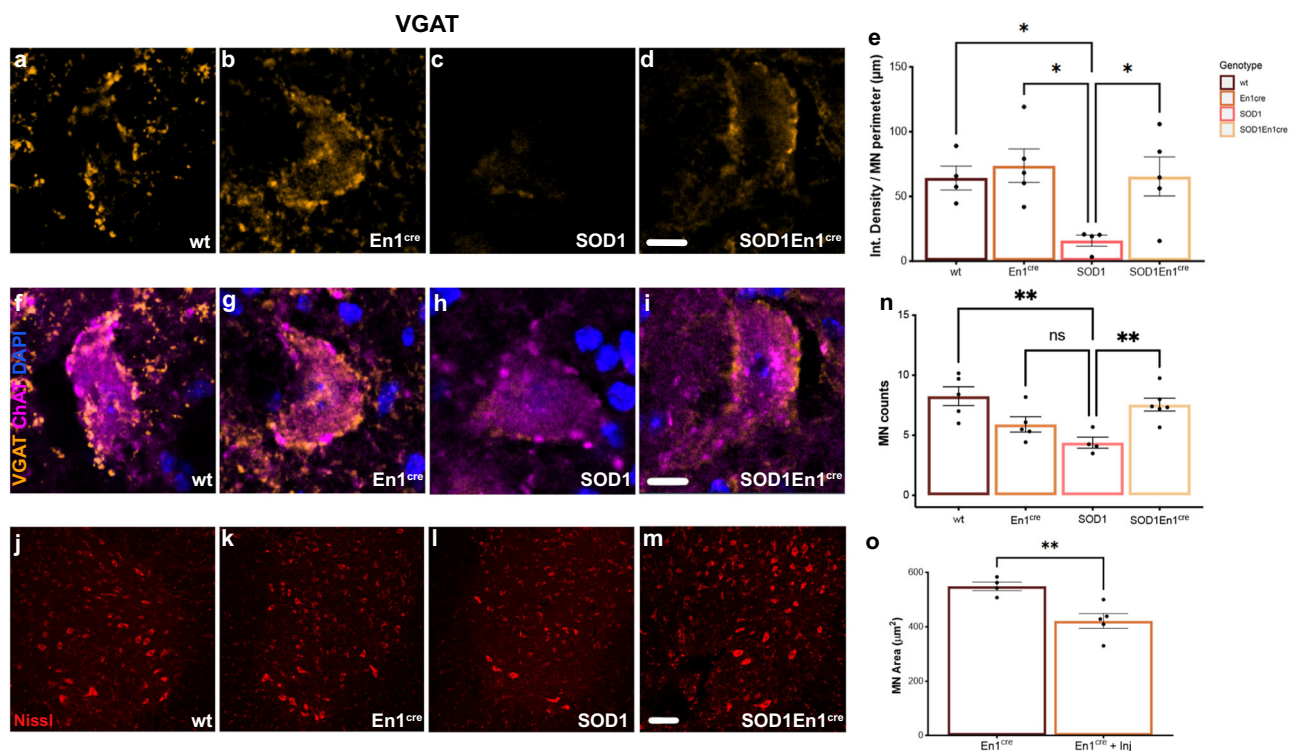 VGAT
a
wt
b
En1cre
c
SOD1
d
SOD1En1cre
e
Int. Density / MN perimeter (µm)
150
100
50
0
*
*
*
wt
En1cre
SOD1
SOD1En1cre
Genotype
wt
En1cre
SOD1
SOD1En1cre
VGAT ChAT DAPI
f
wt
g
En1cre
h
SOD1
i
SOD1En1cre
n
MN counts
15
10
5
0
**
ns
**
wt
En1cre
SOD1
SOD1En1cre
j
Nissl
wt
k
En1cre
l
SOD1
m
SOD1En1cre
o
MN Area (µm²)
600
400
200
0
**
En1cre
En1cre + Inj